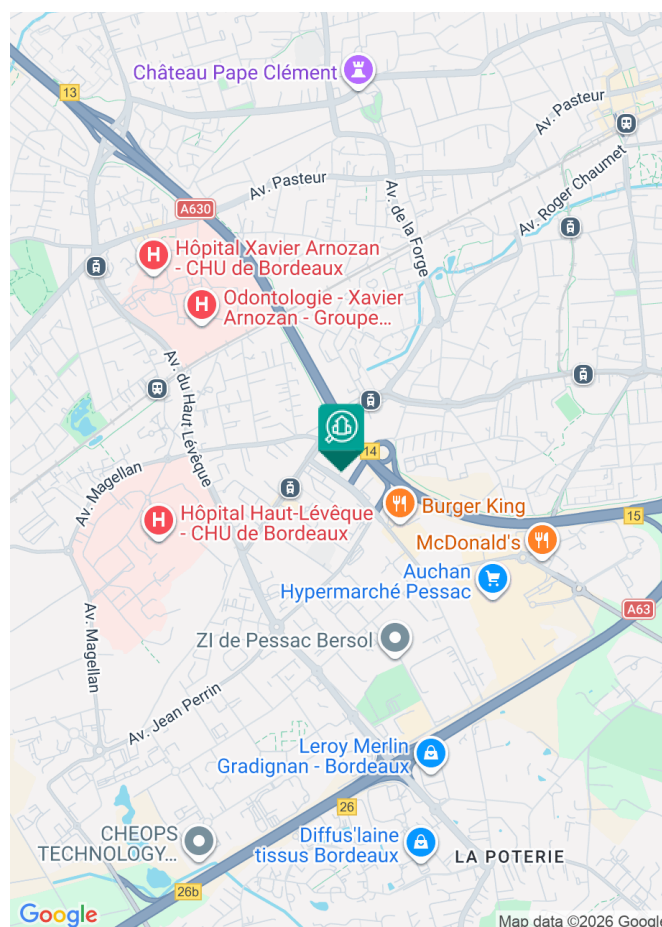 Château Pape Clément
13
Av. Pasteur
Av. Pasteur
Av. Roger Chaumet
Av. de la Forge
A630
Hôpital Xavier Arnozan
- CHU de Bordeaux
Odontologie - Xavier
Arnozan - Groupe...
Av. du Haut Lévêque
14
Av. Magellan
Hôpital Haut-Lévêque
- CHU de Bordeaux
Burger King
15
McDonald's
Auchan
Hypermarché Pessac
A63
Av. Magellan
ZI de Pessac Bersol
Av. Jean Perrin
Leroy Merlin
Gradignan - Bordeaux
26
CHEOPS
TECHNOLOGY...
Diffus'laine
tissus Bordeaux
LA POTERIE
26b
Google
Map data ©2026 Google